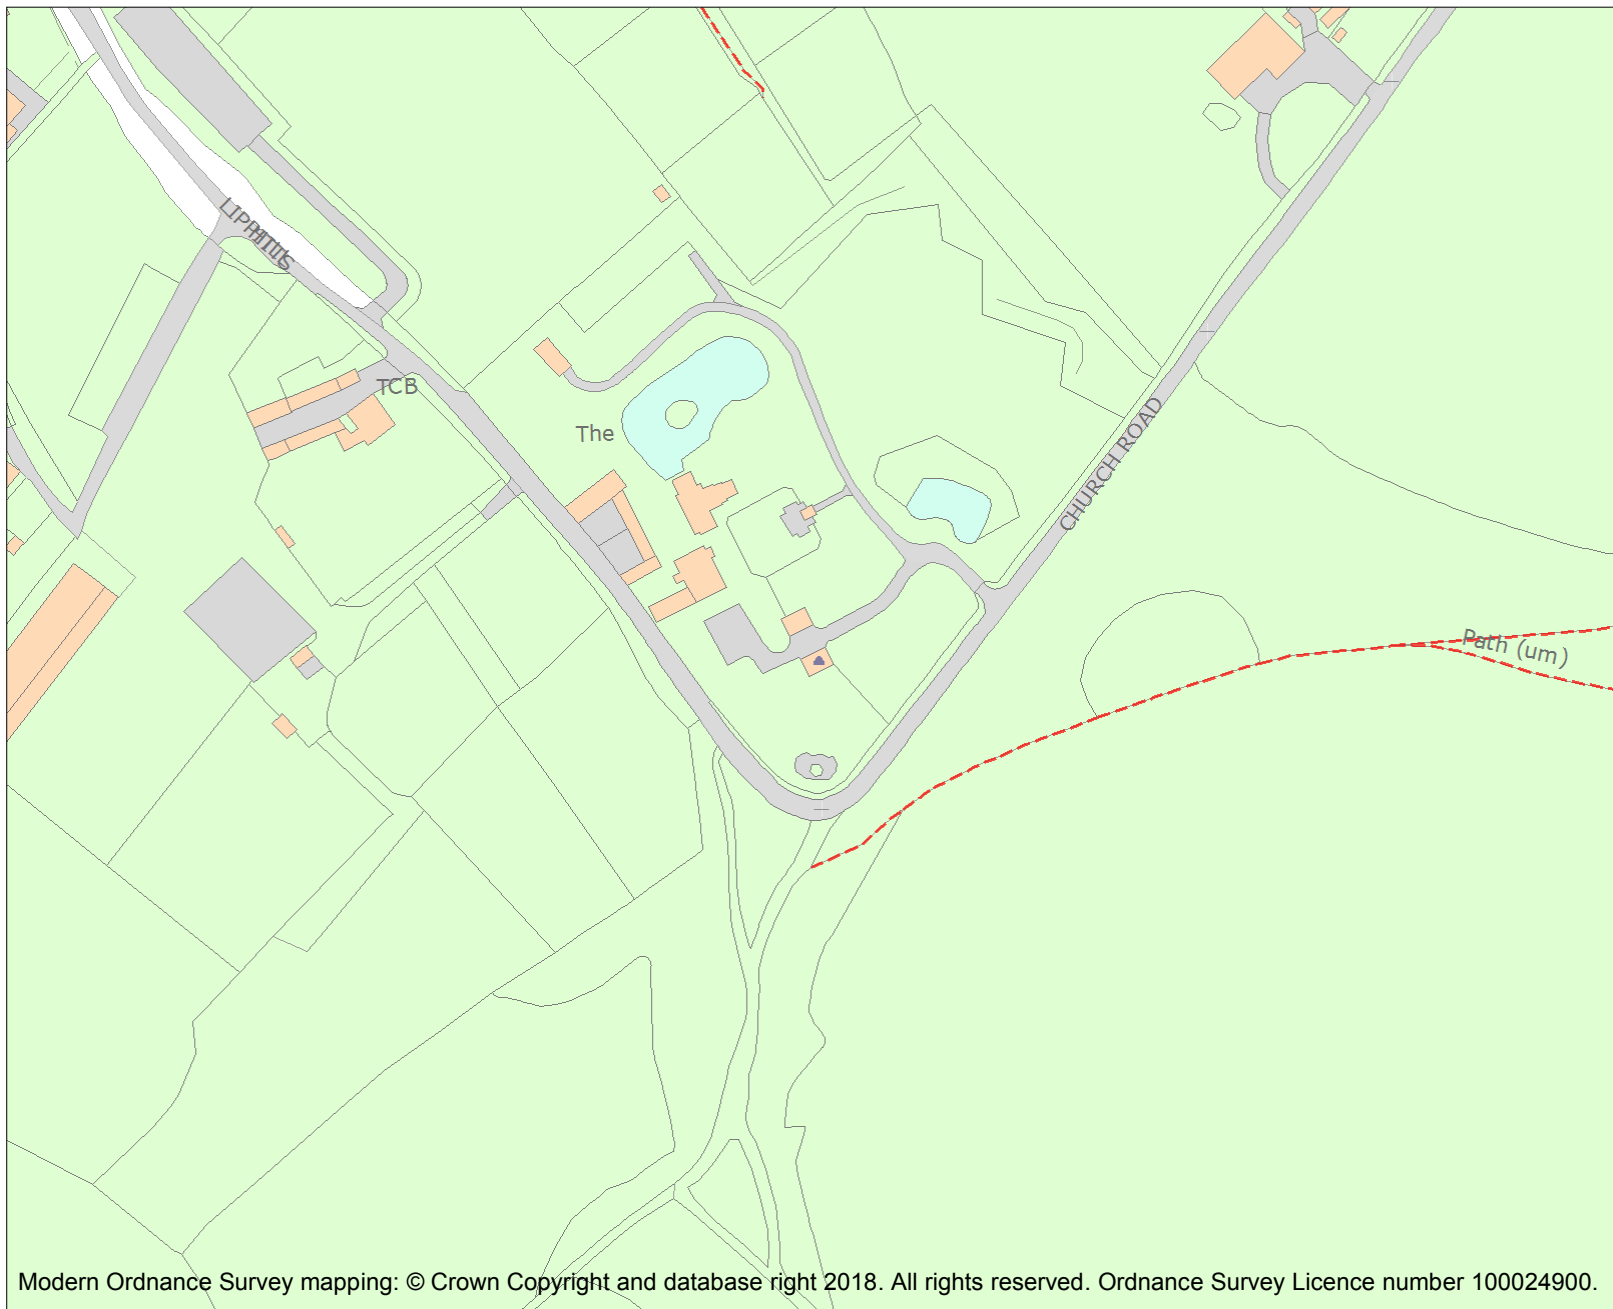 TCB
The
CHURCH ROAD
Path (um)
Modern Ordnance Survey mapping: © Crown Copyright and database right 2018. All rights reserved. Ordnance Survey Licence number 100024900.